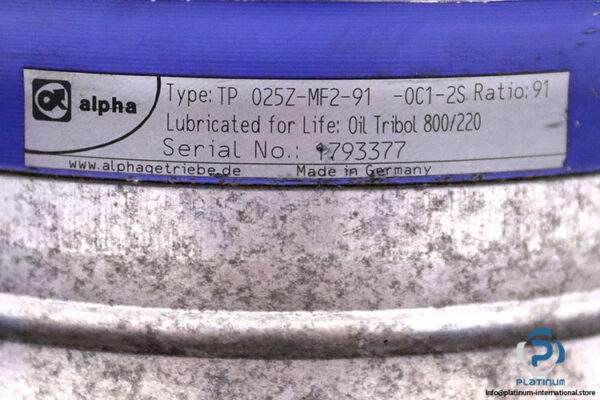 alpha
Type: TP 025Z-MF2-91 -0C1-2S Ratio: 91
Lubricated for Life: Oil Tribol 800/220
Serial No.: 1793377
www.alphagetriebe.de Made in Germany
PLATINUM
info@platinum-international.store